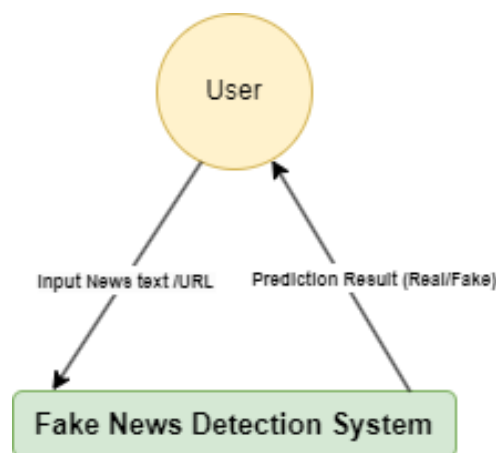 User
Input News text /URL
Prediction Result (Real/Fake)
Fake News Detection System